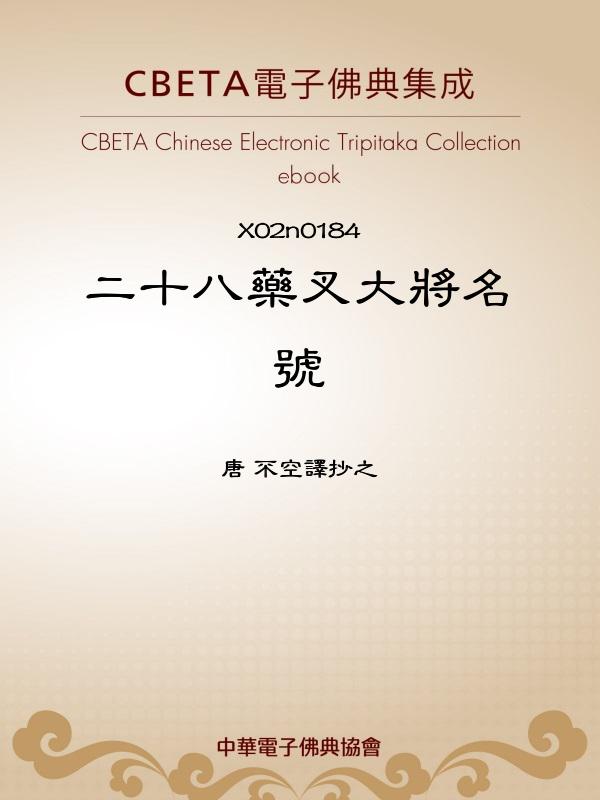 CBETA電子佛典集成
CBETA Chinese Electronic Tripitaka Collection
ebook
X02n0184
二十八藥叉大將名
號
唐 不空譯抄之
中華電子佛典協會